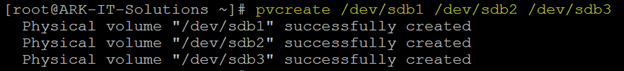 [root@ARK-IT-Solutions ~]# pvcreate /dev/sdb1 /dev/sdb2 /dev/sdb3
Physical volume "/dev/sdb1" successfully created
Physical volume "/dev/sdb2" successfully created
Physical volume "/dev/sdb3" successfully created